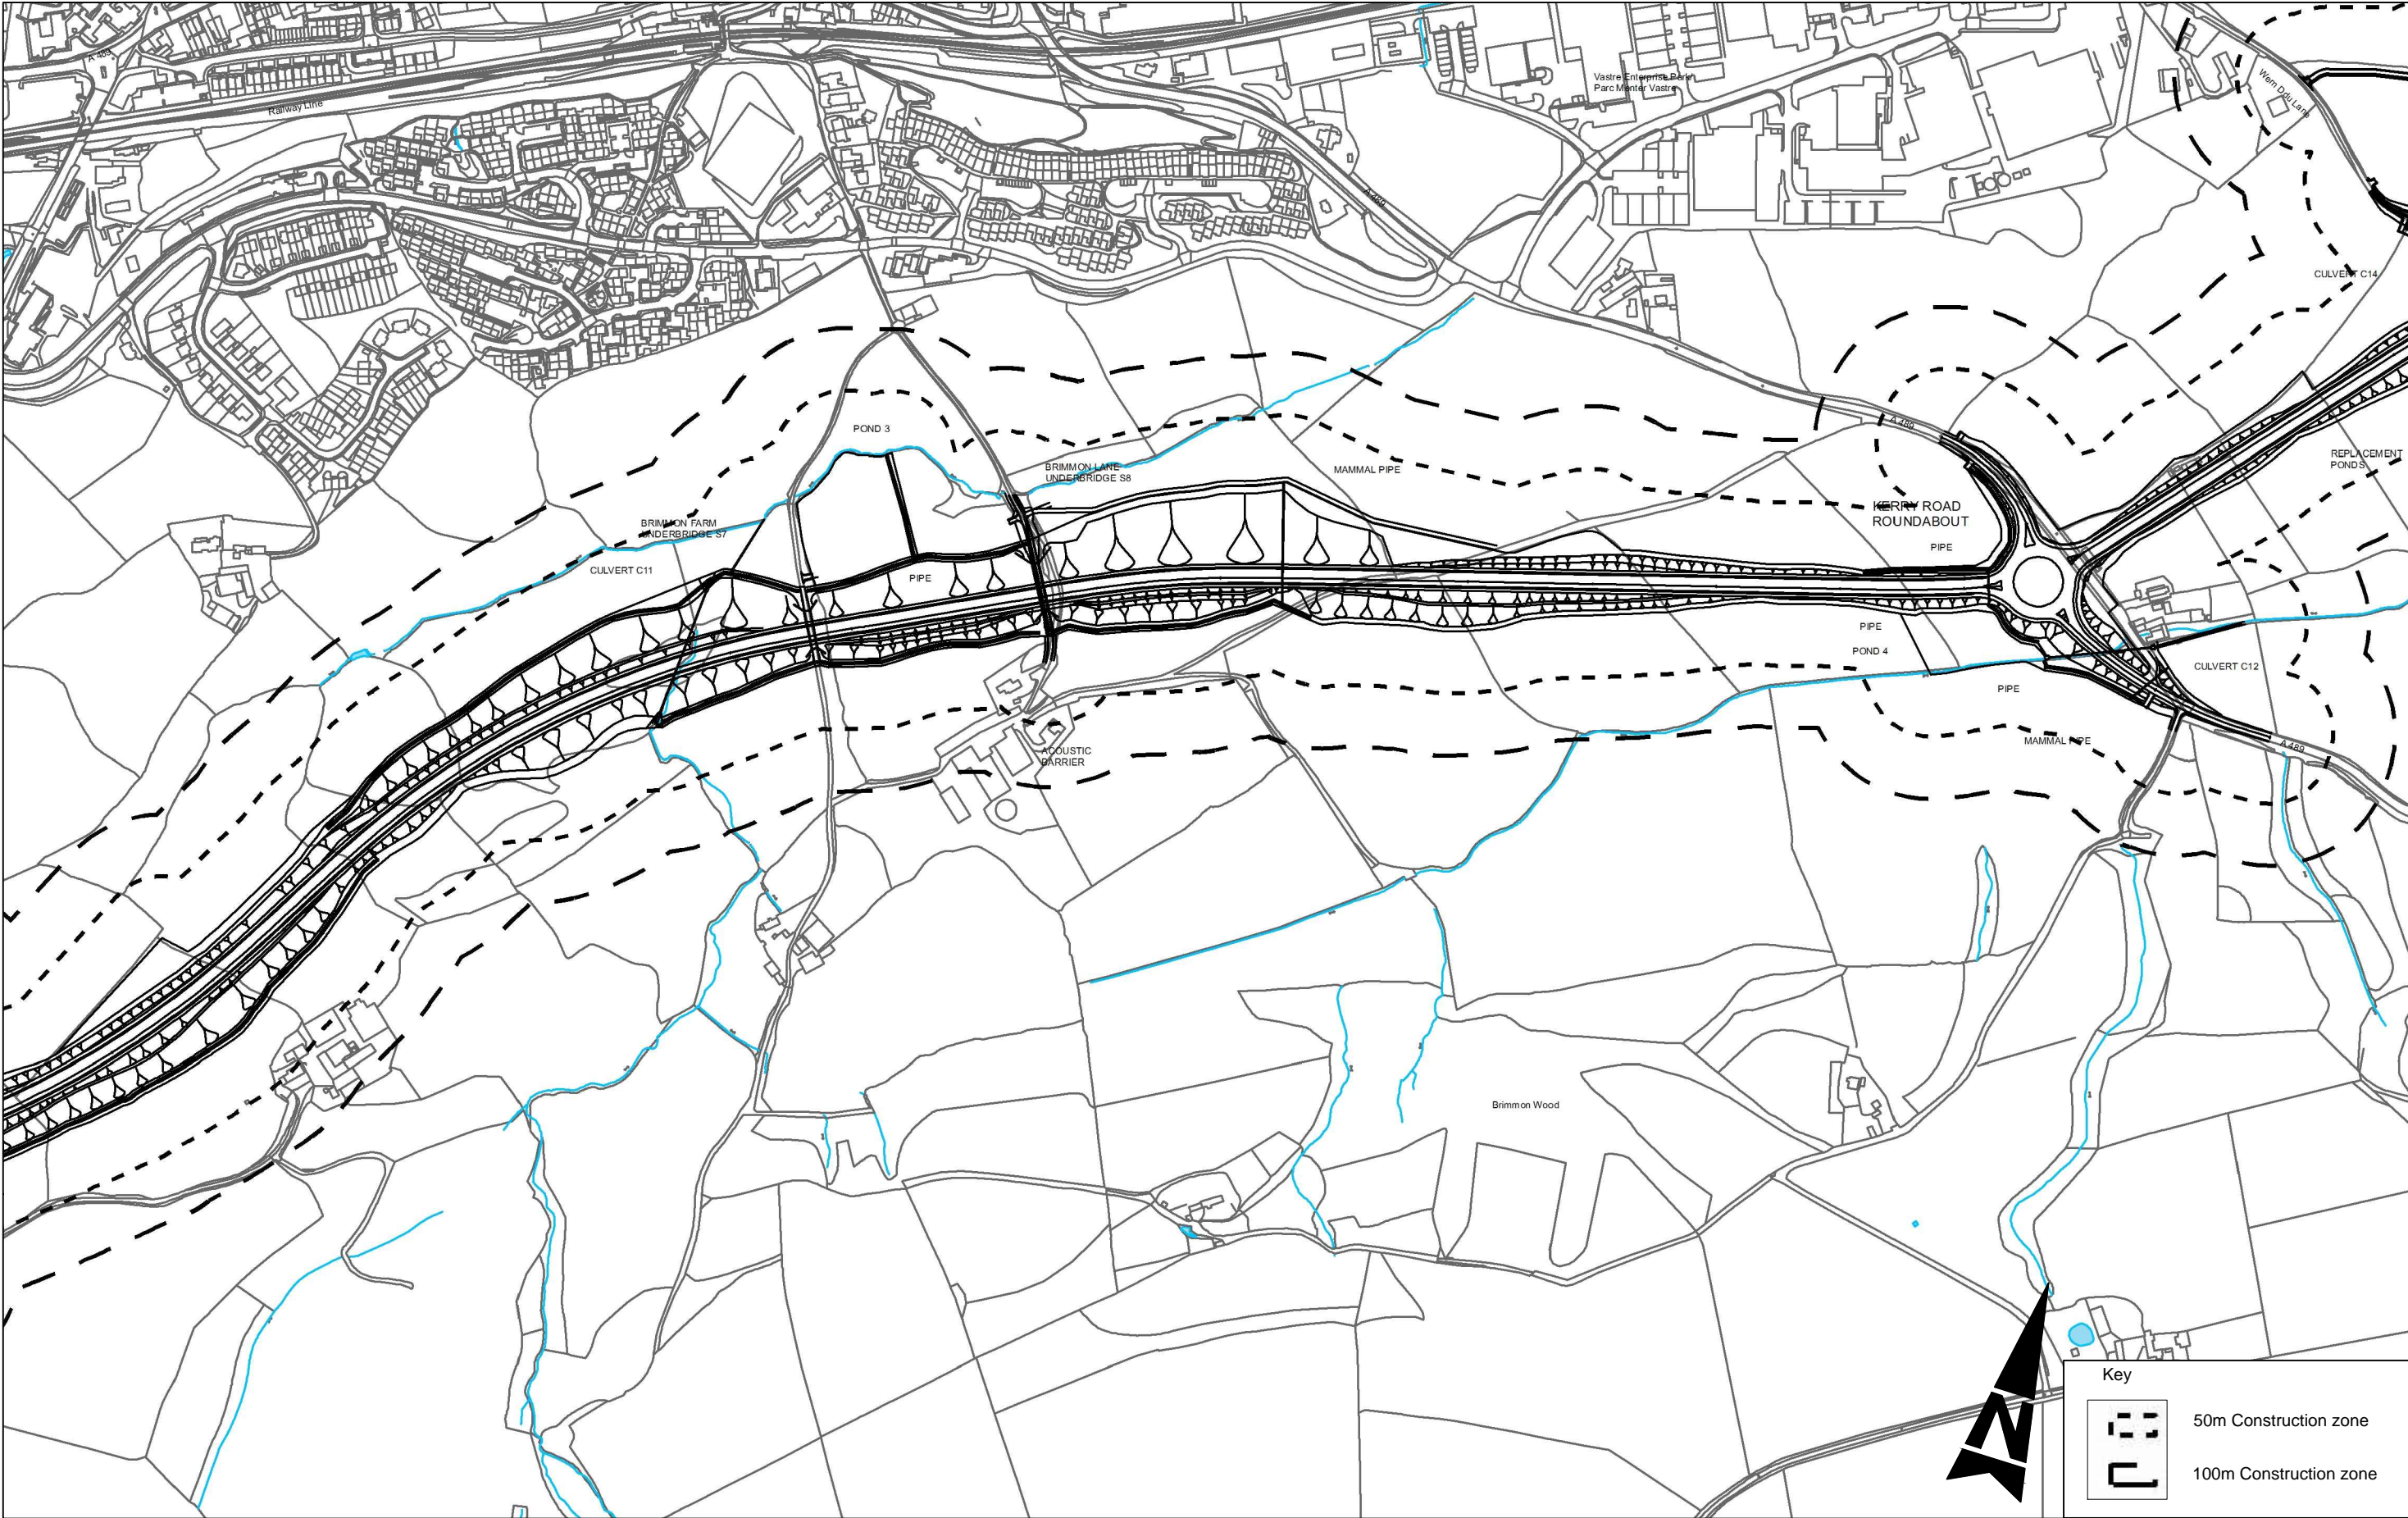 A 489
Railway Line
Vastre Enterprise Park
Parc Menter Vastre
Wern Ddu Lane
A 489
CULVERT C14
POND 3
A 489
BRIMMON LANE
UNDERBRIDGE S8
MAMMAL PIPE
REPLACEMENT
PONDS
KERRY ROAD
ROUNDABOUT
BRIMMON FARM
UNDERBRIDGE S7
PIPE
CULVERT C11
PIPE
PIPE
POND 4
CULVERT C12
PIPE
MAMMAL PIPE
A 489
ACOUSTIC
BARRIER
Brimmon Wood
N
Key
50m Construction zone
100m Construction zone